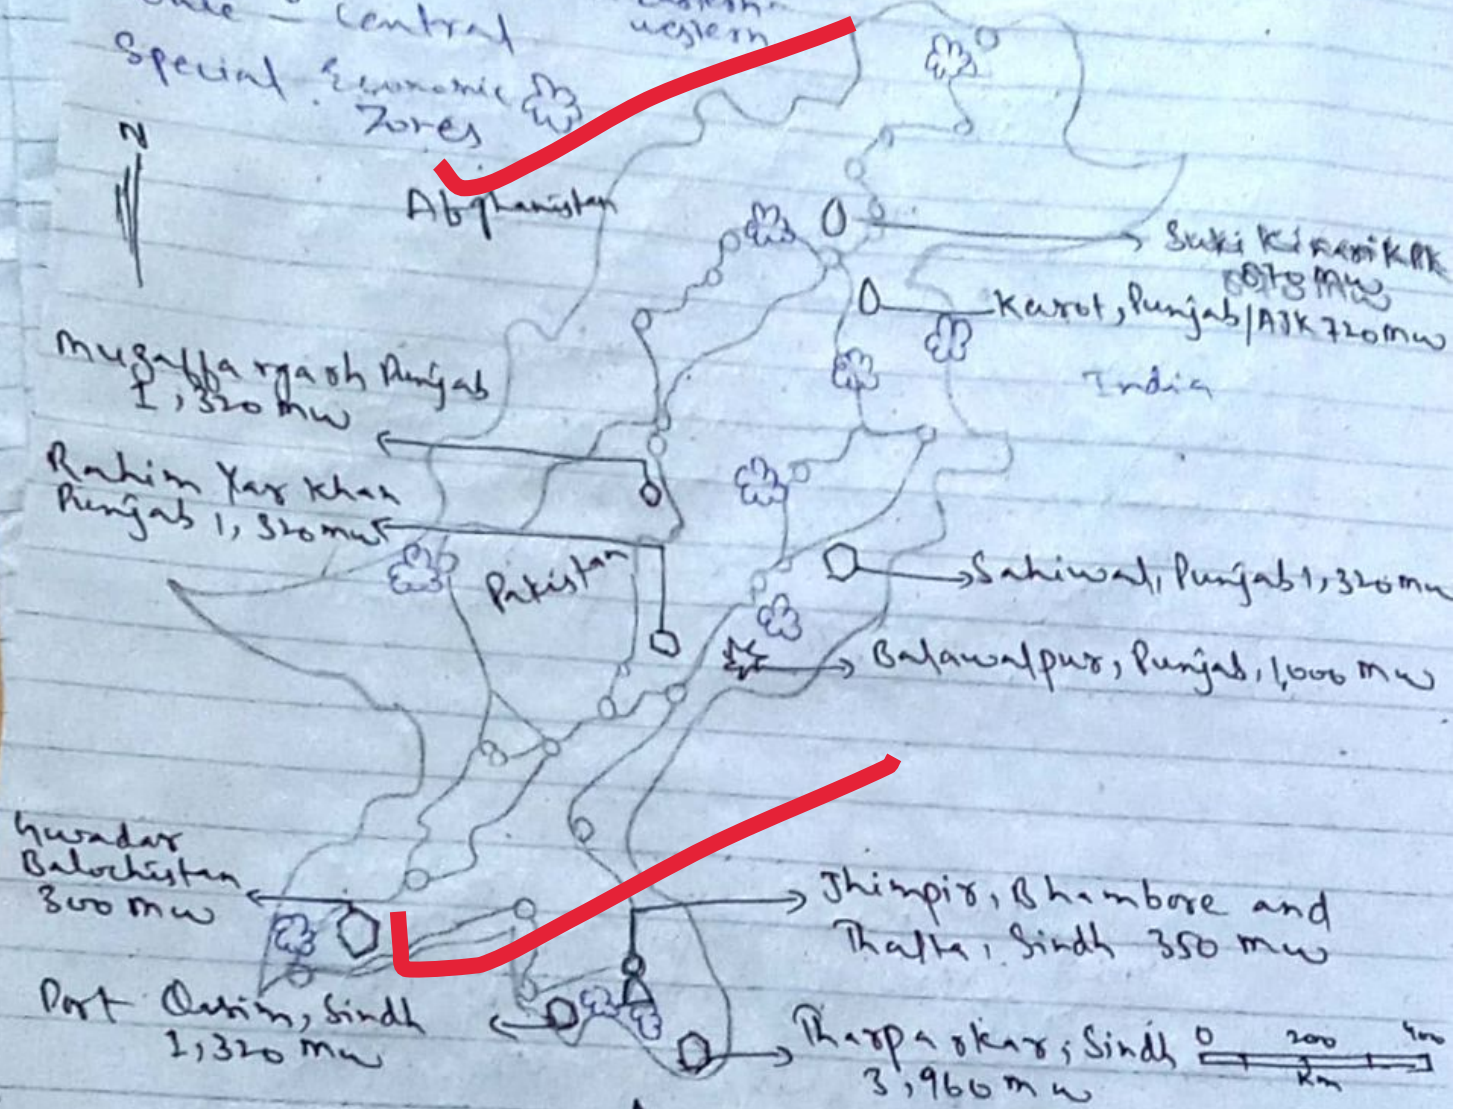 Central
western
Special Economic
Zones
N
Afghanistan
Suki Kinari KPK
Karot, Punjab/AJK 720 MW
Muzaffargarh Punjab
1,320 MW
India
Rahim Yar Khan
Punjab 1,320 MW
Pakistan
Sahiwal, Punjab 1,320 MW
Balawalpur, Punjab, 1,000 MW
Gwadar
Balochistan
300 MW
Jhimpir, Bhambore and
Thatta, Sindh 350 MW
Port Qasim, Sindh
1,320 MW
Tharparkar, Sindh
3,960 MW
0 200 400
Km